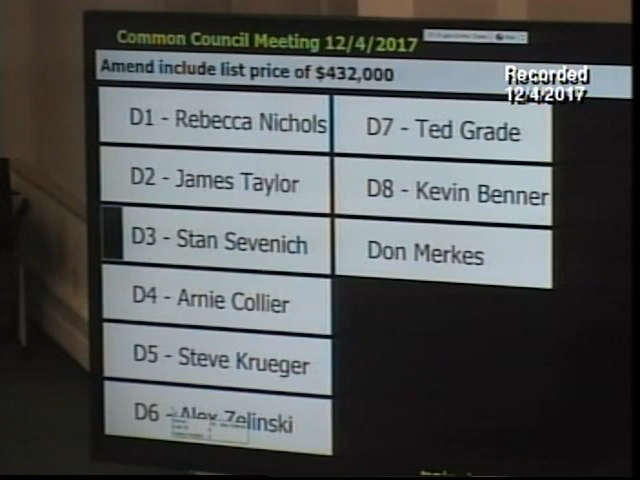 Common Council Meeting 12/4/2017
Amend include list price of $432,000
Recorded
12/4/2017
D1 - Rebecca Nichols
D7 - Ted Grade
D2 - James Taylor
D8 - Kevin Benner
D3 - Stan Sevenich
Don Merkes
D4 - Arnie Collier
D5 - Steve Krueger
D6 - Alex Zelinski